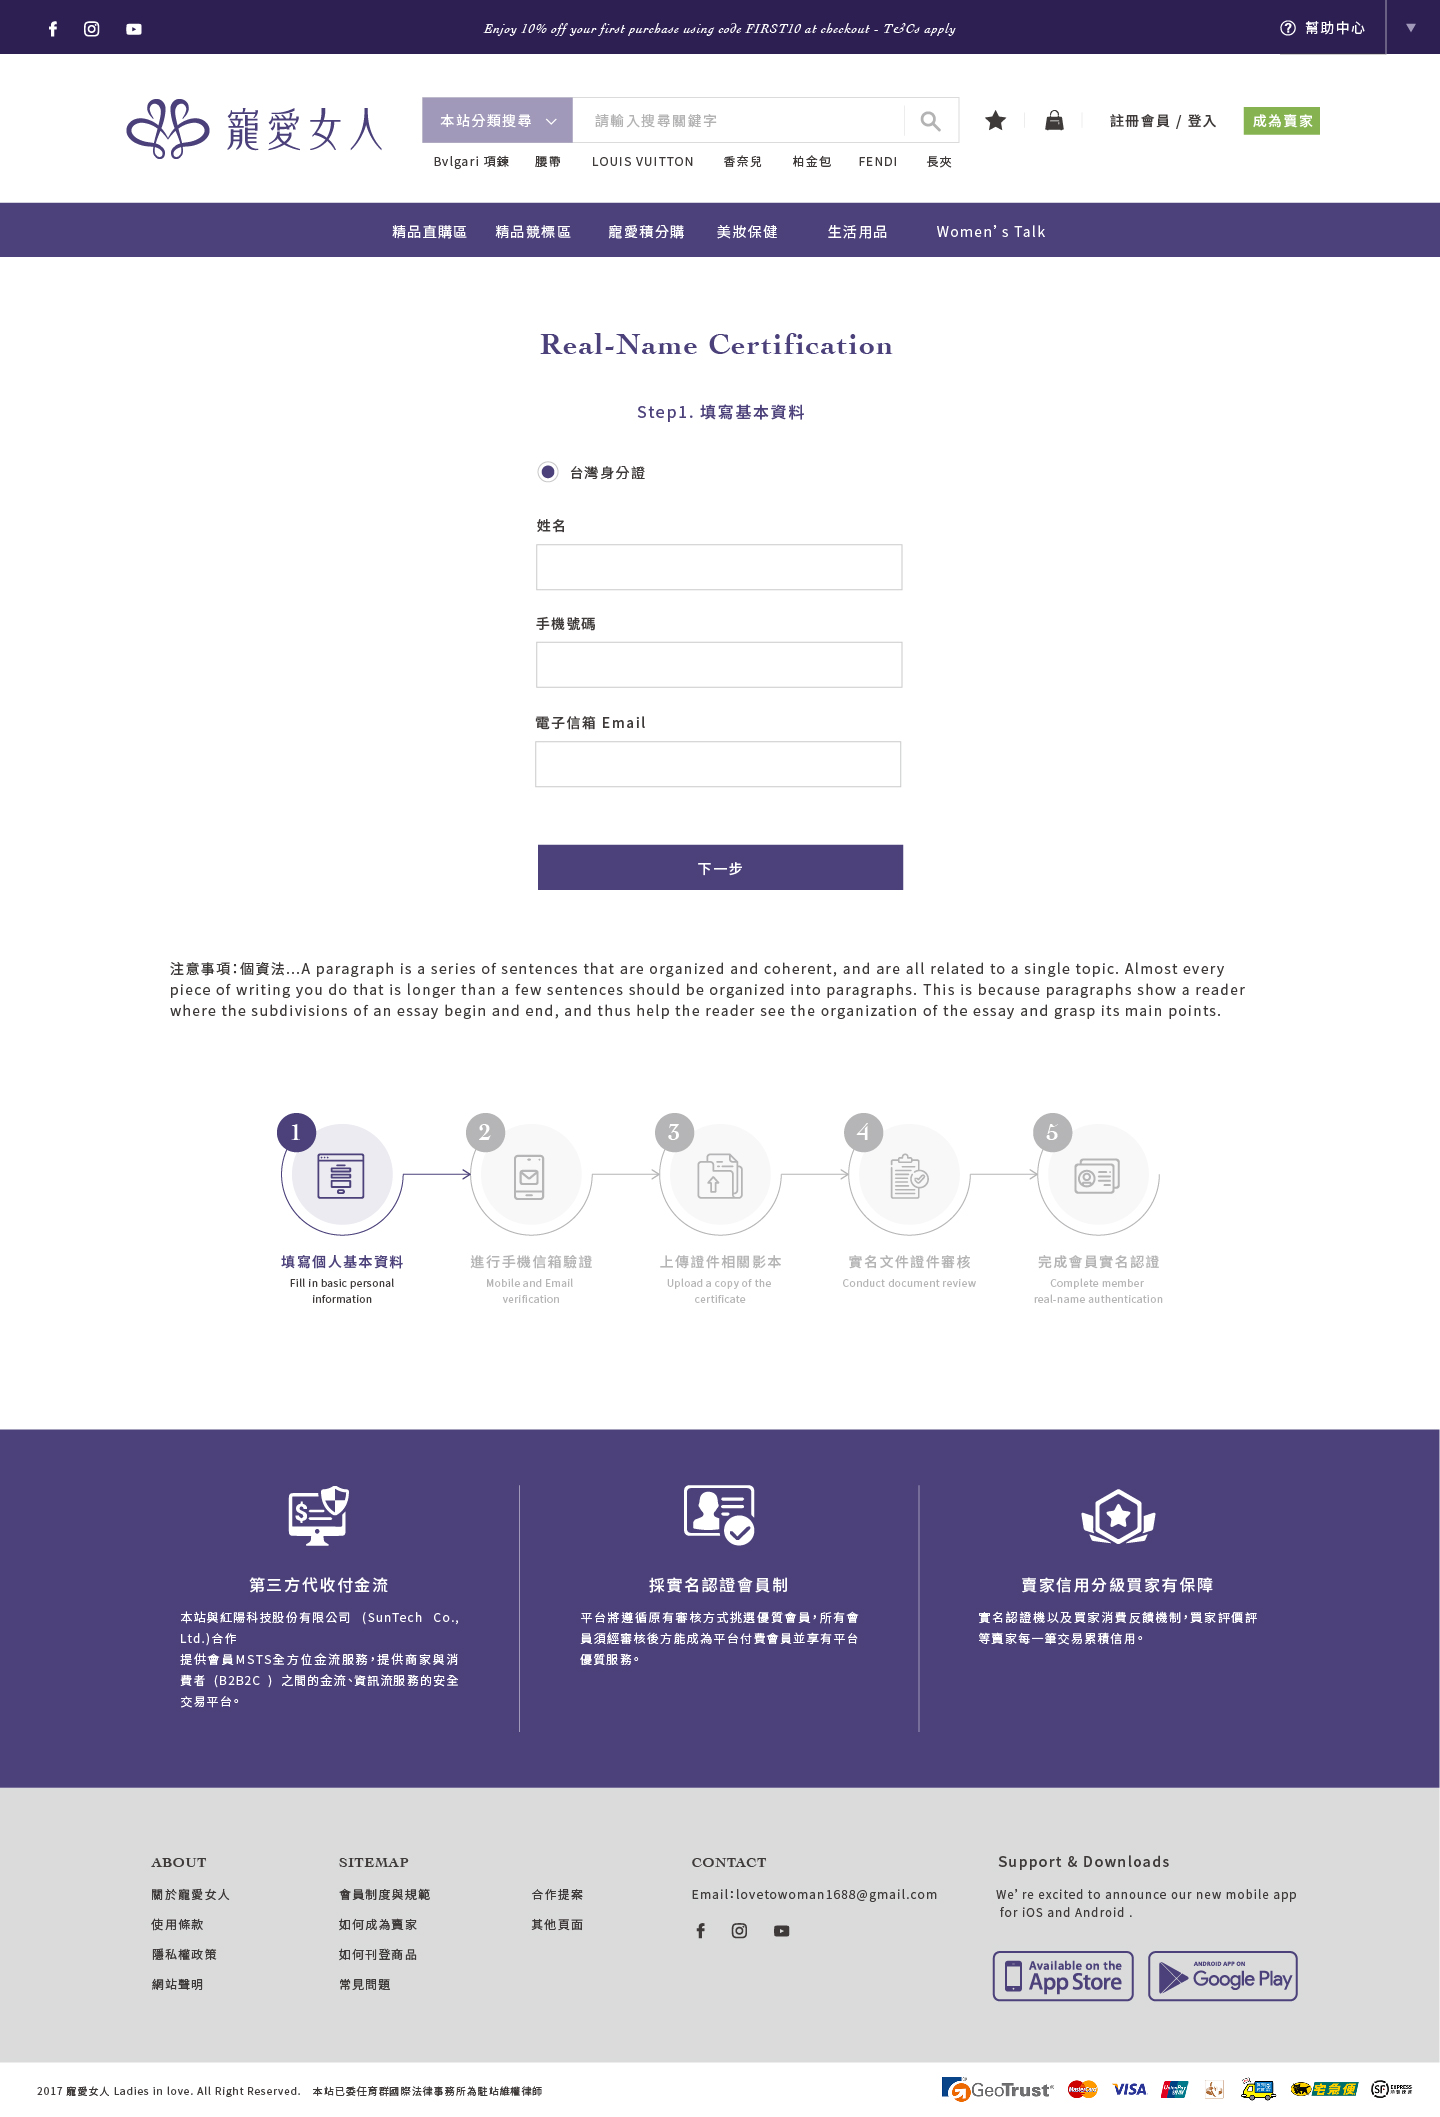 Enjoy 10% off your first purchase using code FIRST10 at checkout - T&Cs apply
幫助中心
寵愛女人
本站分類搜尋
請輸入搜尋關鍵字
註冊會員 / 登入
成為賣家
Bvlgari 項鍊 腰帶 LOUIS VUITTON 香奈兒 柏金包 FENDI 長夾
精品直購區 精品競標區 寵愛積分購 美妝保健 生活用品 Women’s Talk
Real-Name Certification
Step1. 填寫基本資料
台灣身分證
姓名
手機號碼
電子信箱 Email
下一步
注意事項：個資法...A paragraph is a series of sentences that are organized and coherent, and are all related to a single topic. Almost every
piece of writing you do that is longer than a few sentences should be organized into paragraphs. This is because paragraphs show a reader
where the subdivisions of an essay begin and end, and thus help the reader see the organization of the essay and grasp its main points.
1
填寫個人基本資料
Fill in basic personal
information
2
進行手機信箱驗證
Mobile and Email
verification
3
上傳證件相關影本
Upload a copy of the
certificate
4
實名文件證件審核
Conduct document review
5
完成會員實名認證
Complete member
real-name authentication
第三方代收付金流
本站與紅陽科技股份有限公司 (SunTech Co.,
Ltd.)合作
提供會員MSTS全方位金流服務，提供商家與消
費者 (B2B2C ) 之間的金流、資訊流服務的安全
交易平台。
採實名認證會員制
平台將遵循原有審核方式挑選優質會員，所有會
員須經審核後方能成為平台付費會員並享有平台
優質服務。
賣家信用分級買家有保障
實名認證機以及買家消費反饋機制，買家評價評
等賣家每一筆交易累積信用。
ABOUT
關於寵愛女人
使用條款
隱私權政策
網站聲明
SITEMAP
會員制度與規範
如何成為賣家
如何刊登商品
常見問題
合作提案
其他頁面
CONTACT
Email：lovetowoman1688@gmail.com
Support & Downloads
We’re excited to announce our new mobile app
for iOS and Android .
Available on the
App Store
ANDROID APP ON
Google Play
2017 寵愛女人 Ladies in love. All Right Reserved. 本站已委任育群國際法律事務所為駐站維權律師
GeoTrust
MasterCard
VISA
UnionPay
宅急便
SF EXPRESS